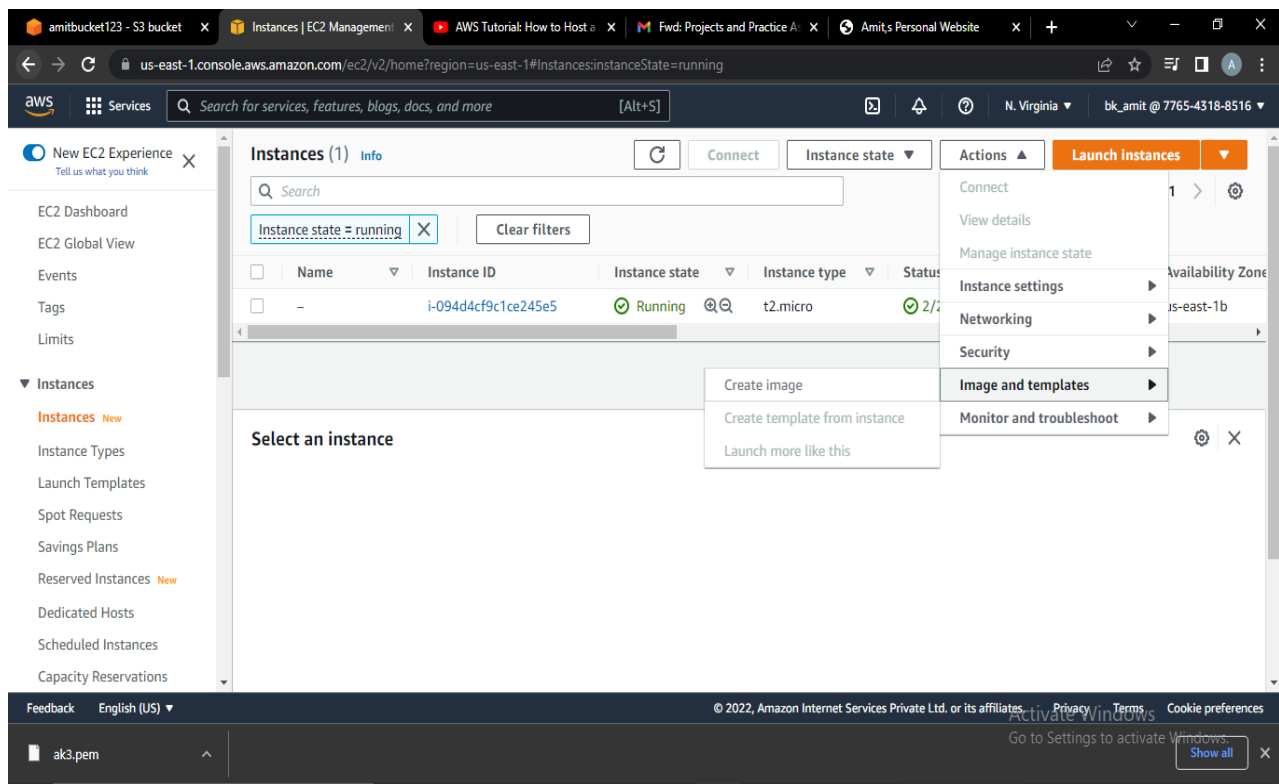 amitbucket123 - S3 bucket
Instances | EC2 Management
AWS Tutorial: How to Host a
Fwd: Projects and Practice As
Amit,s Personal Website
us-east-1.console.aws.amazon.com/ec2/v2/home?region=us-east-1#Instances:instanceState=running
A
aws
Services
Search for services, features, blogs, docs, and more
[Alt+S]
N. Virginia
bk_amit @ 7765-4318-8516
New EC2 Experience
Tell us what you think
EC2 Dashboard
EC2 Global View
Events
Tags
Limits
Instances
Instances New
Instance Types
Launch Templates
Spot Requests
Savings Plans
Reserved Instances New
Dedicated Hosts
Scheduled Instances
Capacity Reservations
Instances (1) Info
Connect
Instance state
Actions
Launch instances
Search
1
Instance state = running
Clear filters
Name
Instance ID
Instance state
Instance type
Status
Availability Zone
–
i-094d4cf9c1ce245e5
Running
t2.micro
2/2
us-east-1b
Connect
View details
Manage instance state
Instance settings
Networking
Security
Image and templates
Monitor and troubleshoot
Create image
Create template from instance
Launch more like this
Select an instance
Feedback
English (US)
© 2022, Amazon Internet Services Private Ltd. or its affiliates.
Privacy
Terms
Cookie preferences
Activate Windows
Go to Settings to activate Windows.
ak3.pem
Show all